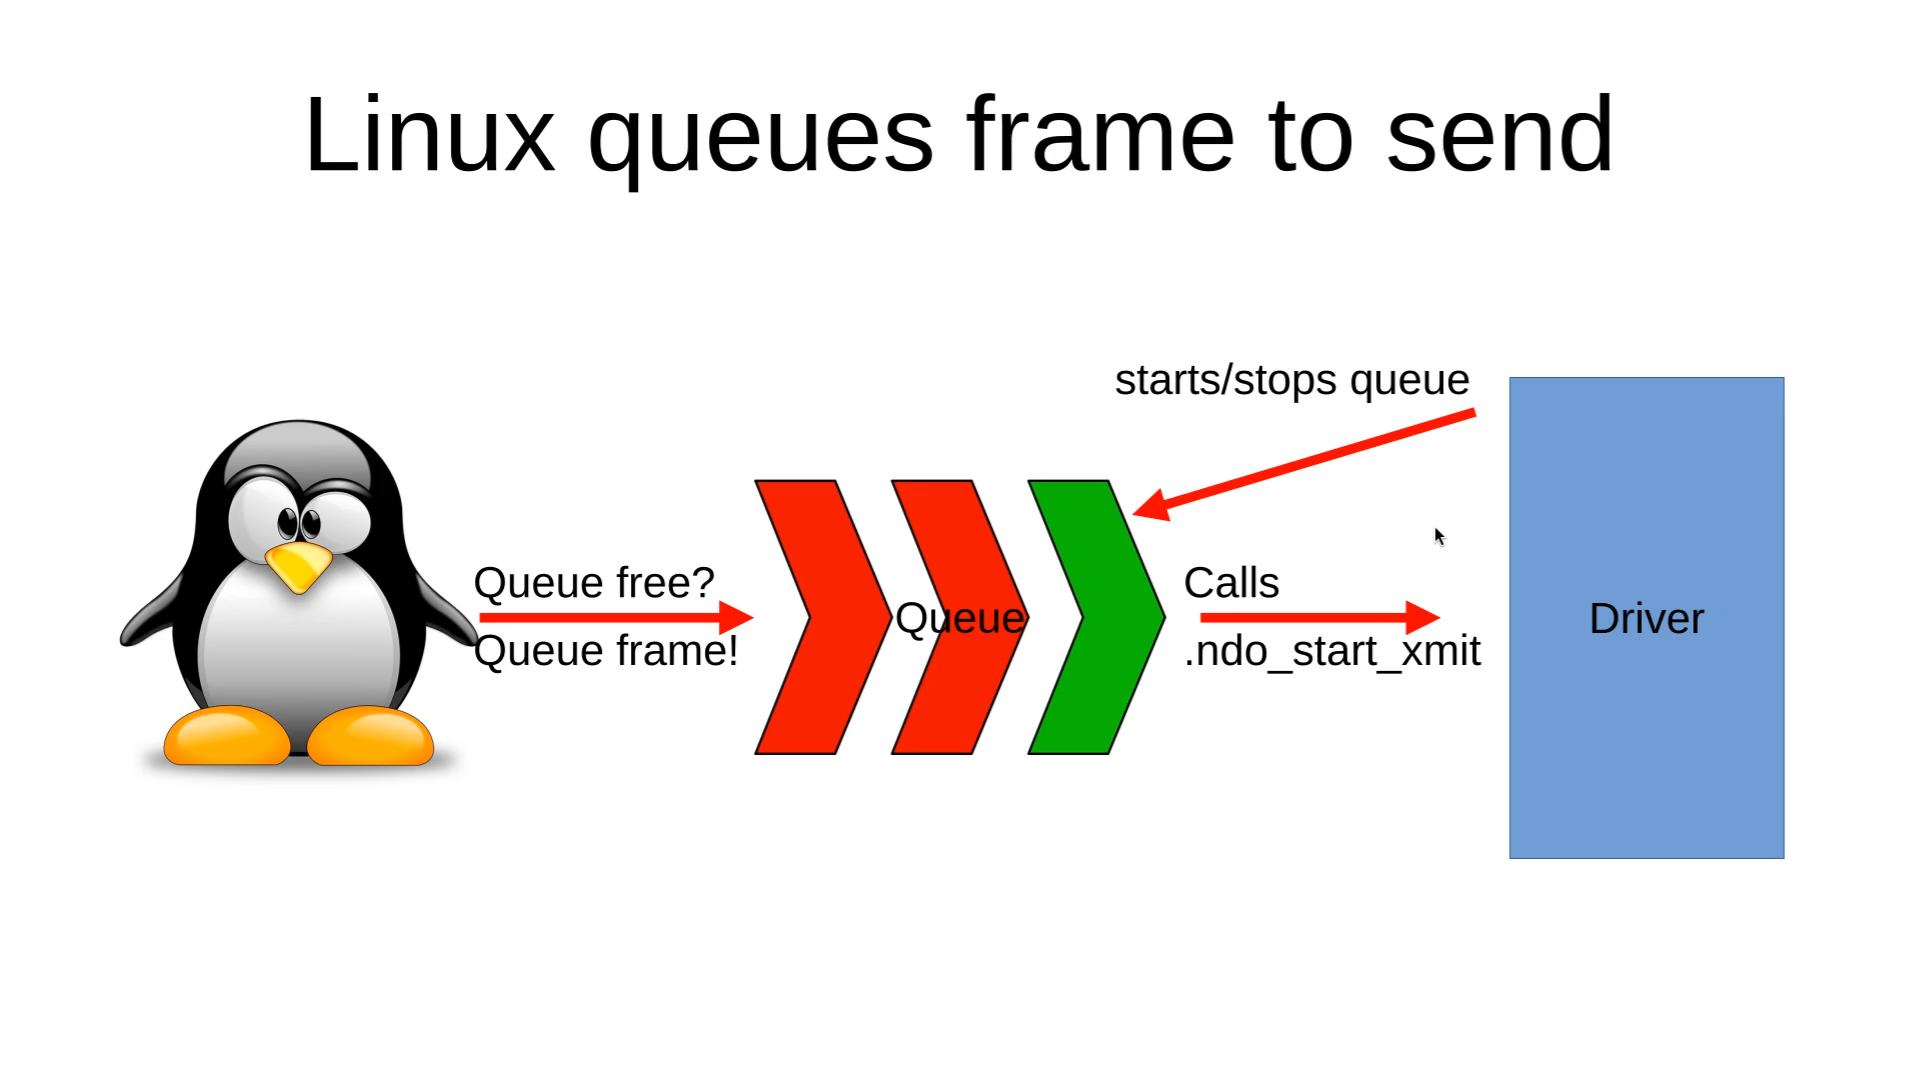 Linux queues frame to send
starts/stops queue
Queue free?
Queue frame!
Queue
Calls
.ndo_start_xmit
Driver